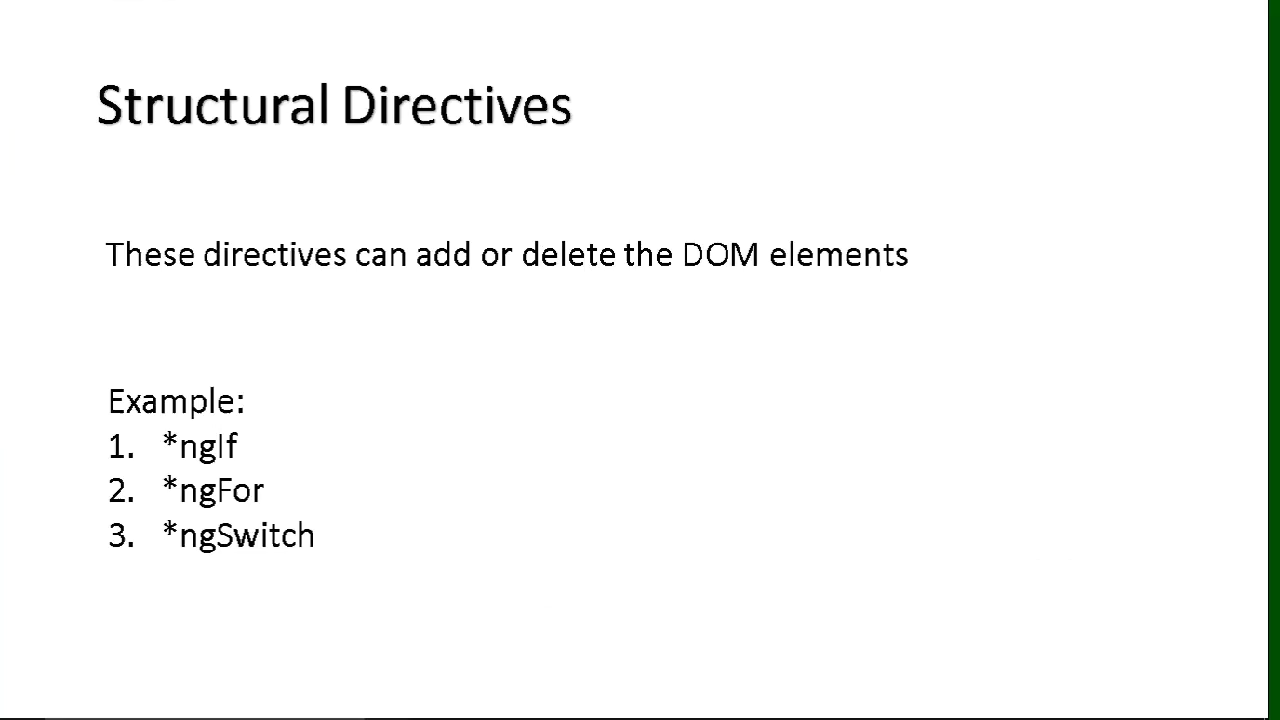 Structural Directives
These directives can add or delete the DOM elements
Example:
1. *ngIf
2. *ngFor
3. *ngSwitch